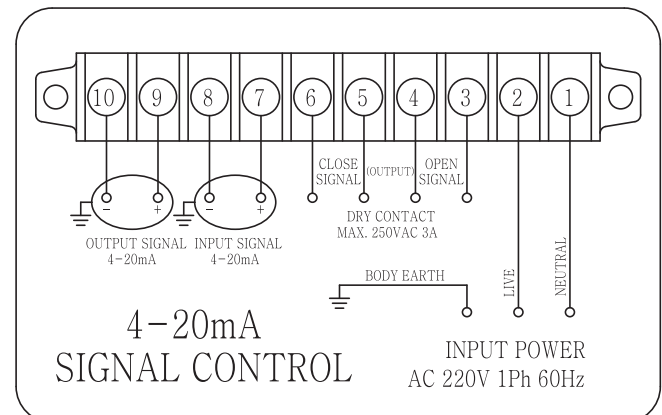 10 9 8 7 6 5 4 3 2 1
CLOSE SIGNAL (OUTPUT) OPEN SIGNAL
- + - +
OUTPUT SIGNAL
4-20mA
INPUT SIGNAL
4-20mA
DRY CONTACT
MAX. 250VAC 3A
BODY EARTH
LIVE
NEUTRAL
4-20mA
SIGNAL CONTROL
INPUT POWER
AC 220V 1Ph 60Hz